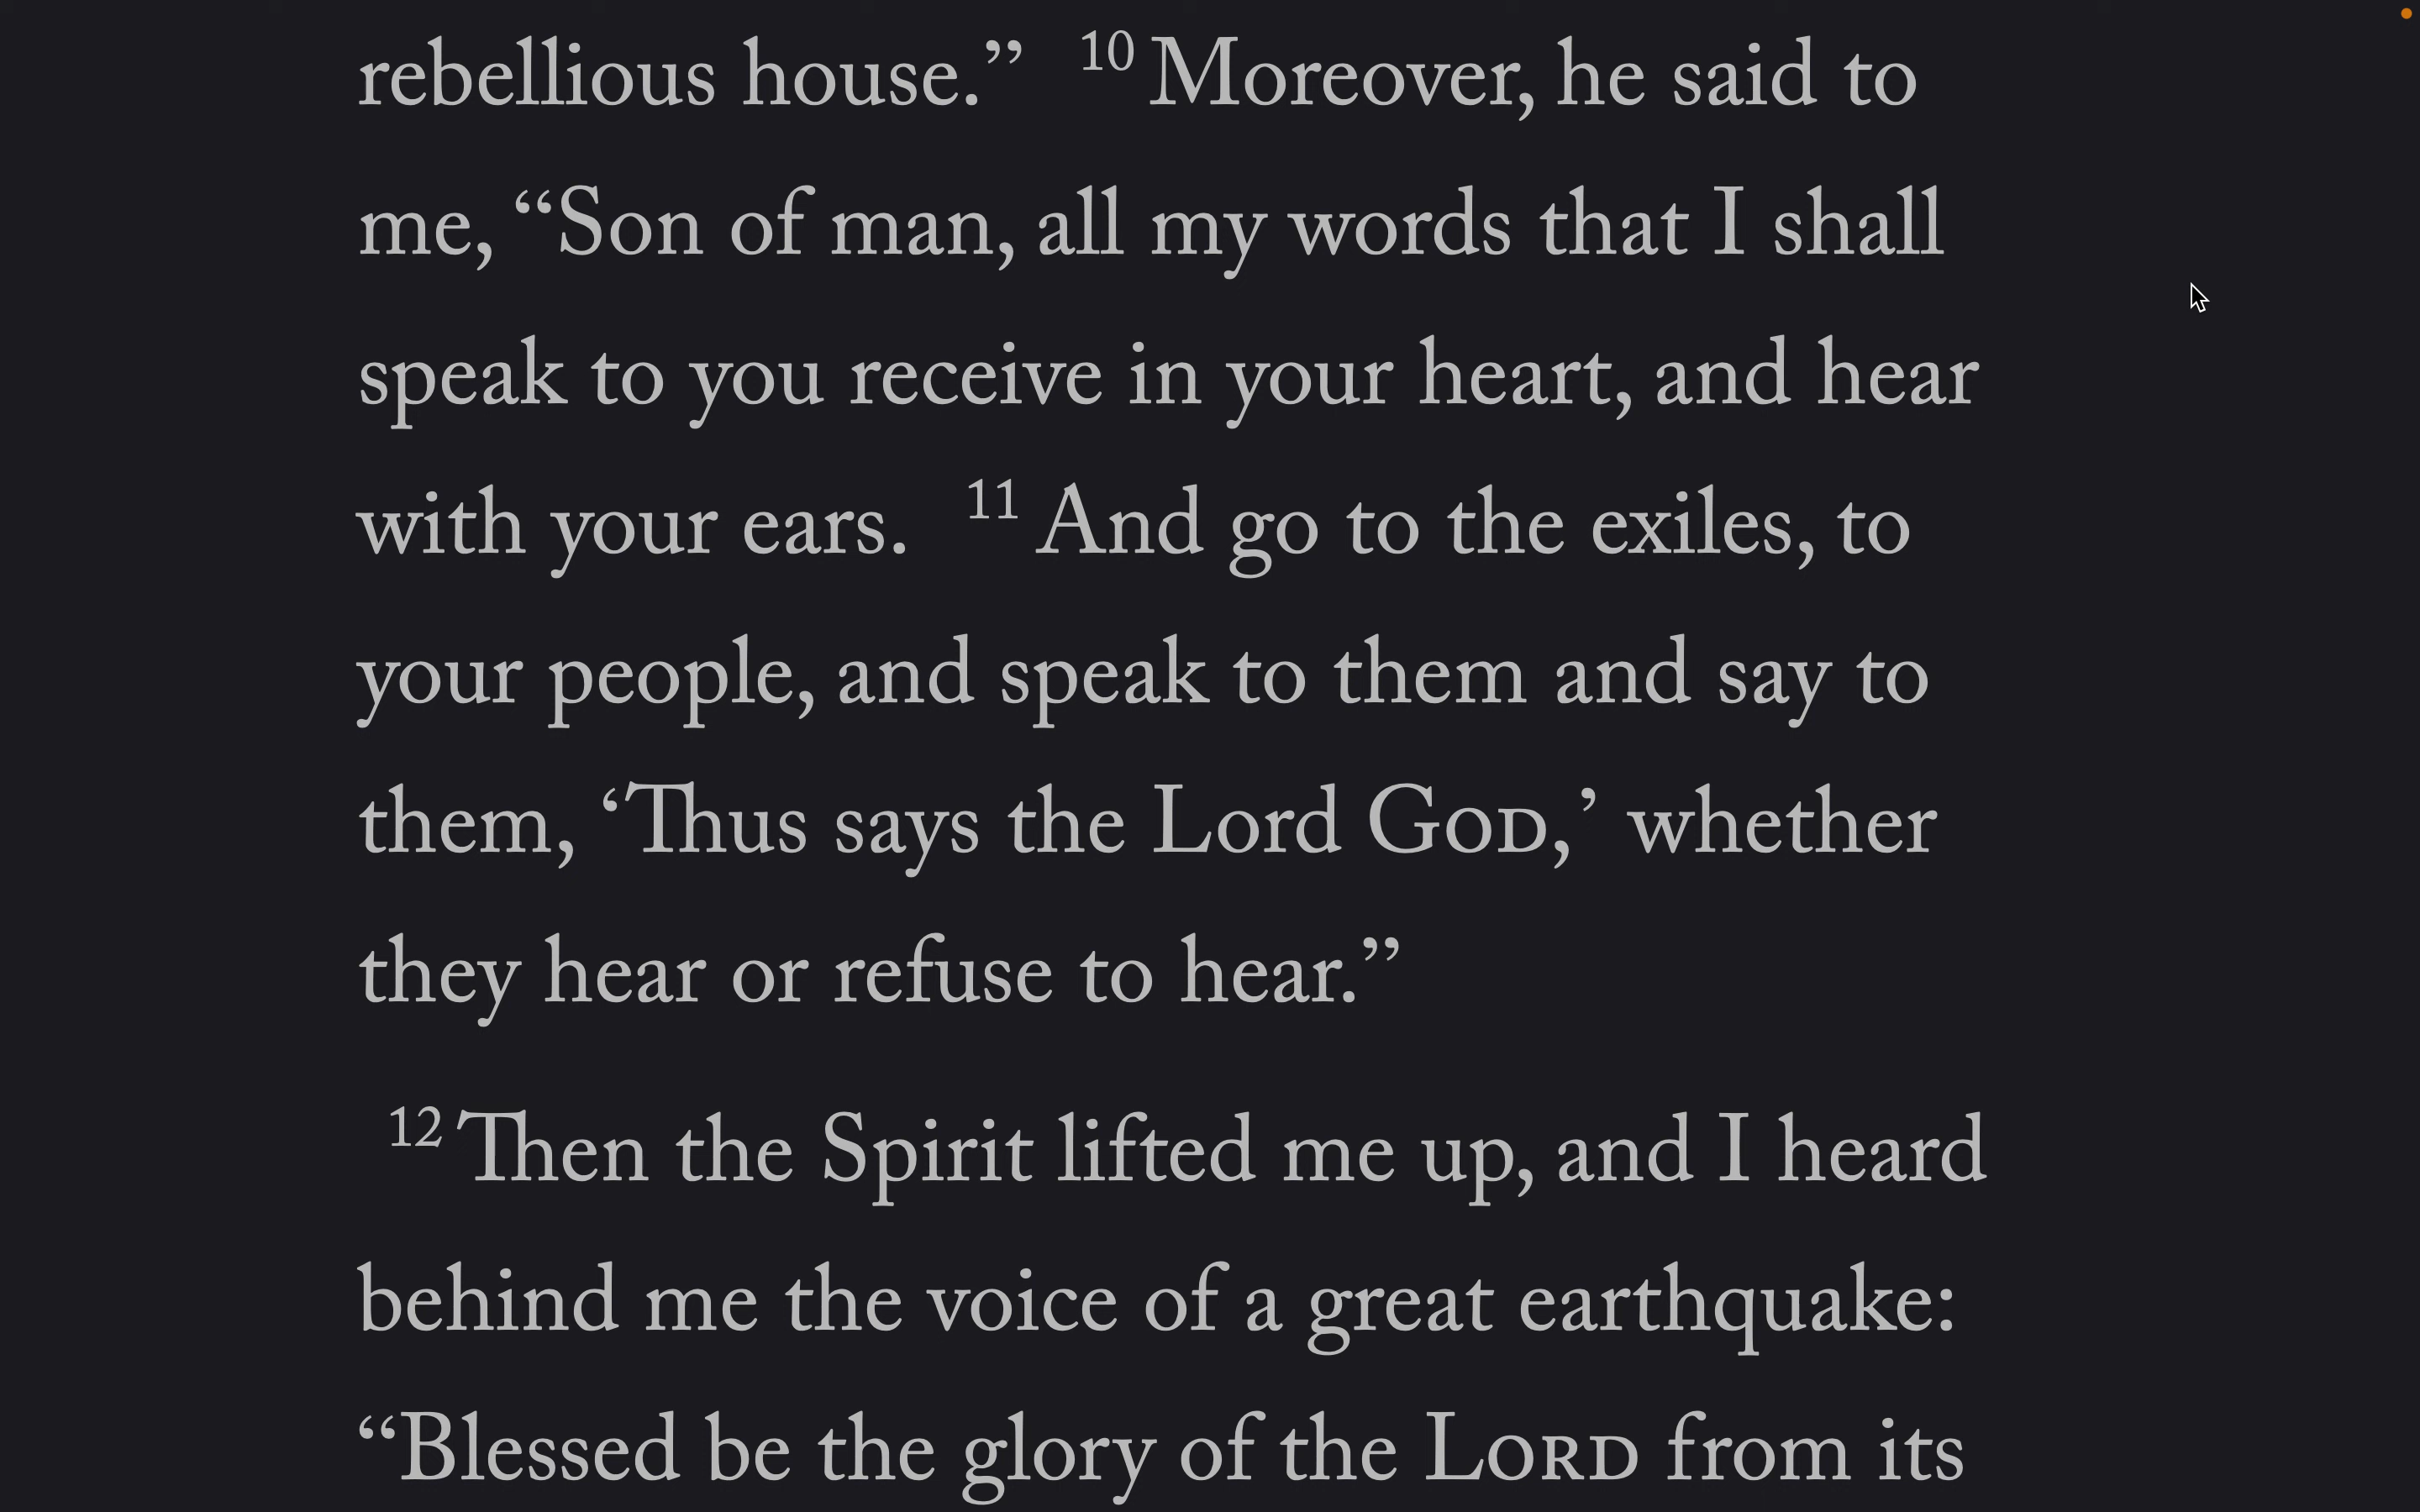 rebellious house.” 10 Moreover, he said to
me, “Son of man, all my words that I shall
speak to you receive in your heart, and hear
with your ears. 11 And go to the exiles, to
your people, and speak to them and say to
them, ‘Thus says the Lord GOD,’ whether
they hear or refuse to hear.”
12 Then the Spirit lifted me up, and I heard
behind me the voice of a great earthquake:
“Blessed be the glory of the LORD from its